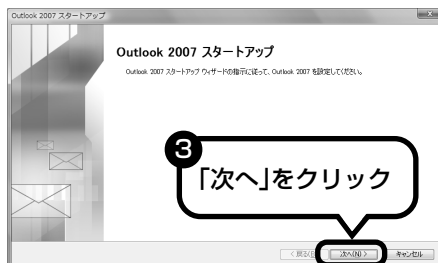 Outlook 2007 スタートアップ
Outlook 2007 スタートアップ
Outlook 2007 スタートアップ ウィザードの指示に従って、Outlook 2007 を設定してください。
3
「次へ」をクリック
< 戻る(
次へ(N) >
キャンセル